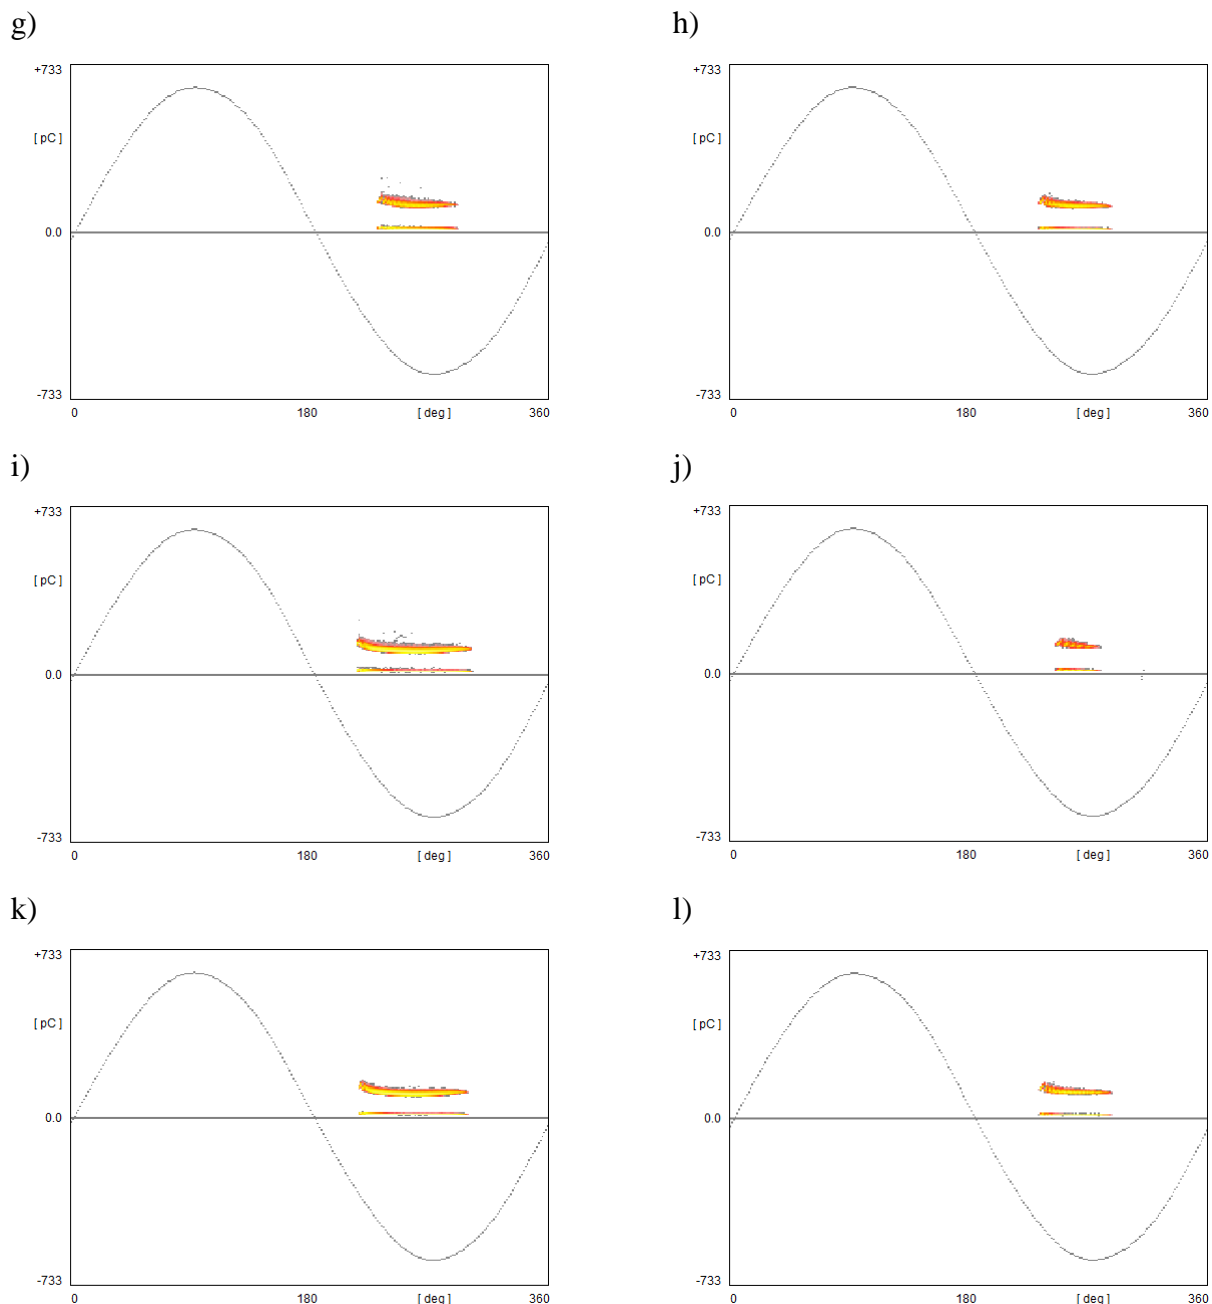 g)
h)
+733
[ pC ]
0.0
-733
0
180
[ deg ]
360
+733
[ pC ]
0.0
-733
0
180
[ deg ]
360
i)
j)
+733
[ pC ]
0.0
-733
0
180
[ deg ]
360
+733
[ pC ]
0.0
-733
0
180
[ deg ]
360
k)
l)
+733
[ pC ]
0.0
-733
0
180
[ deg ]
360
+733
[ pC ]
0.0
-733
0
180
[ deg ]
360